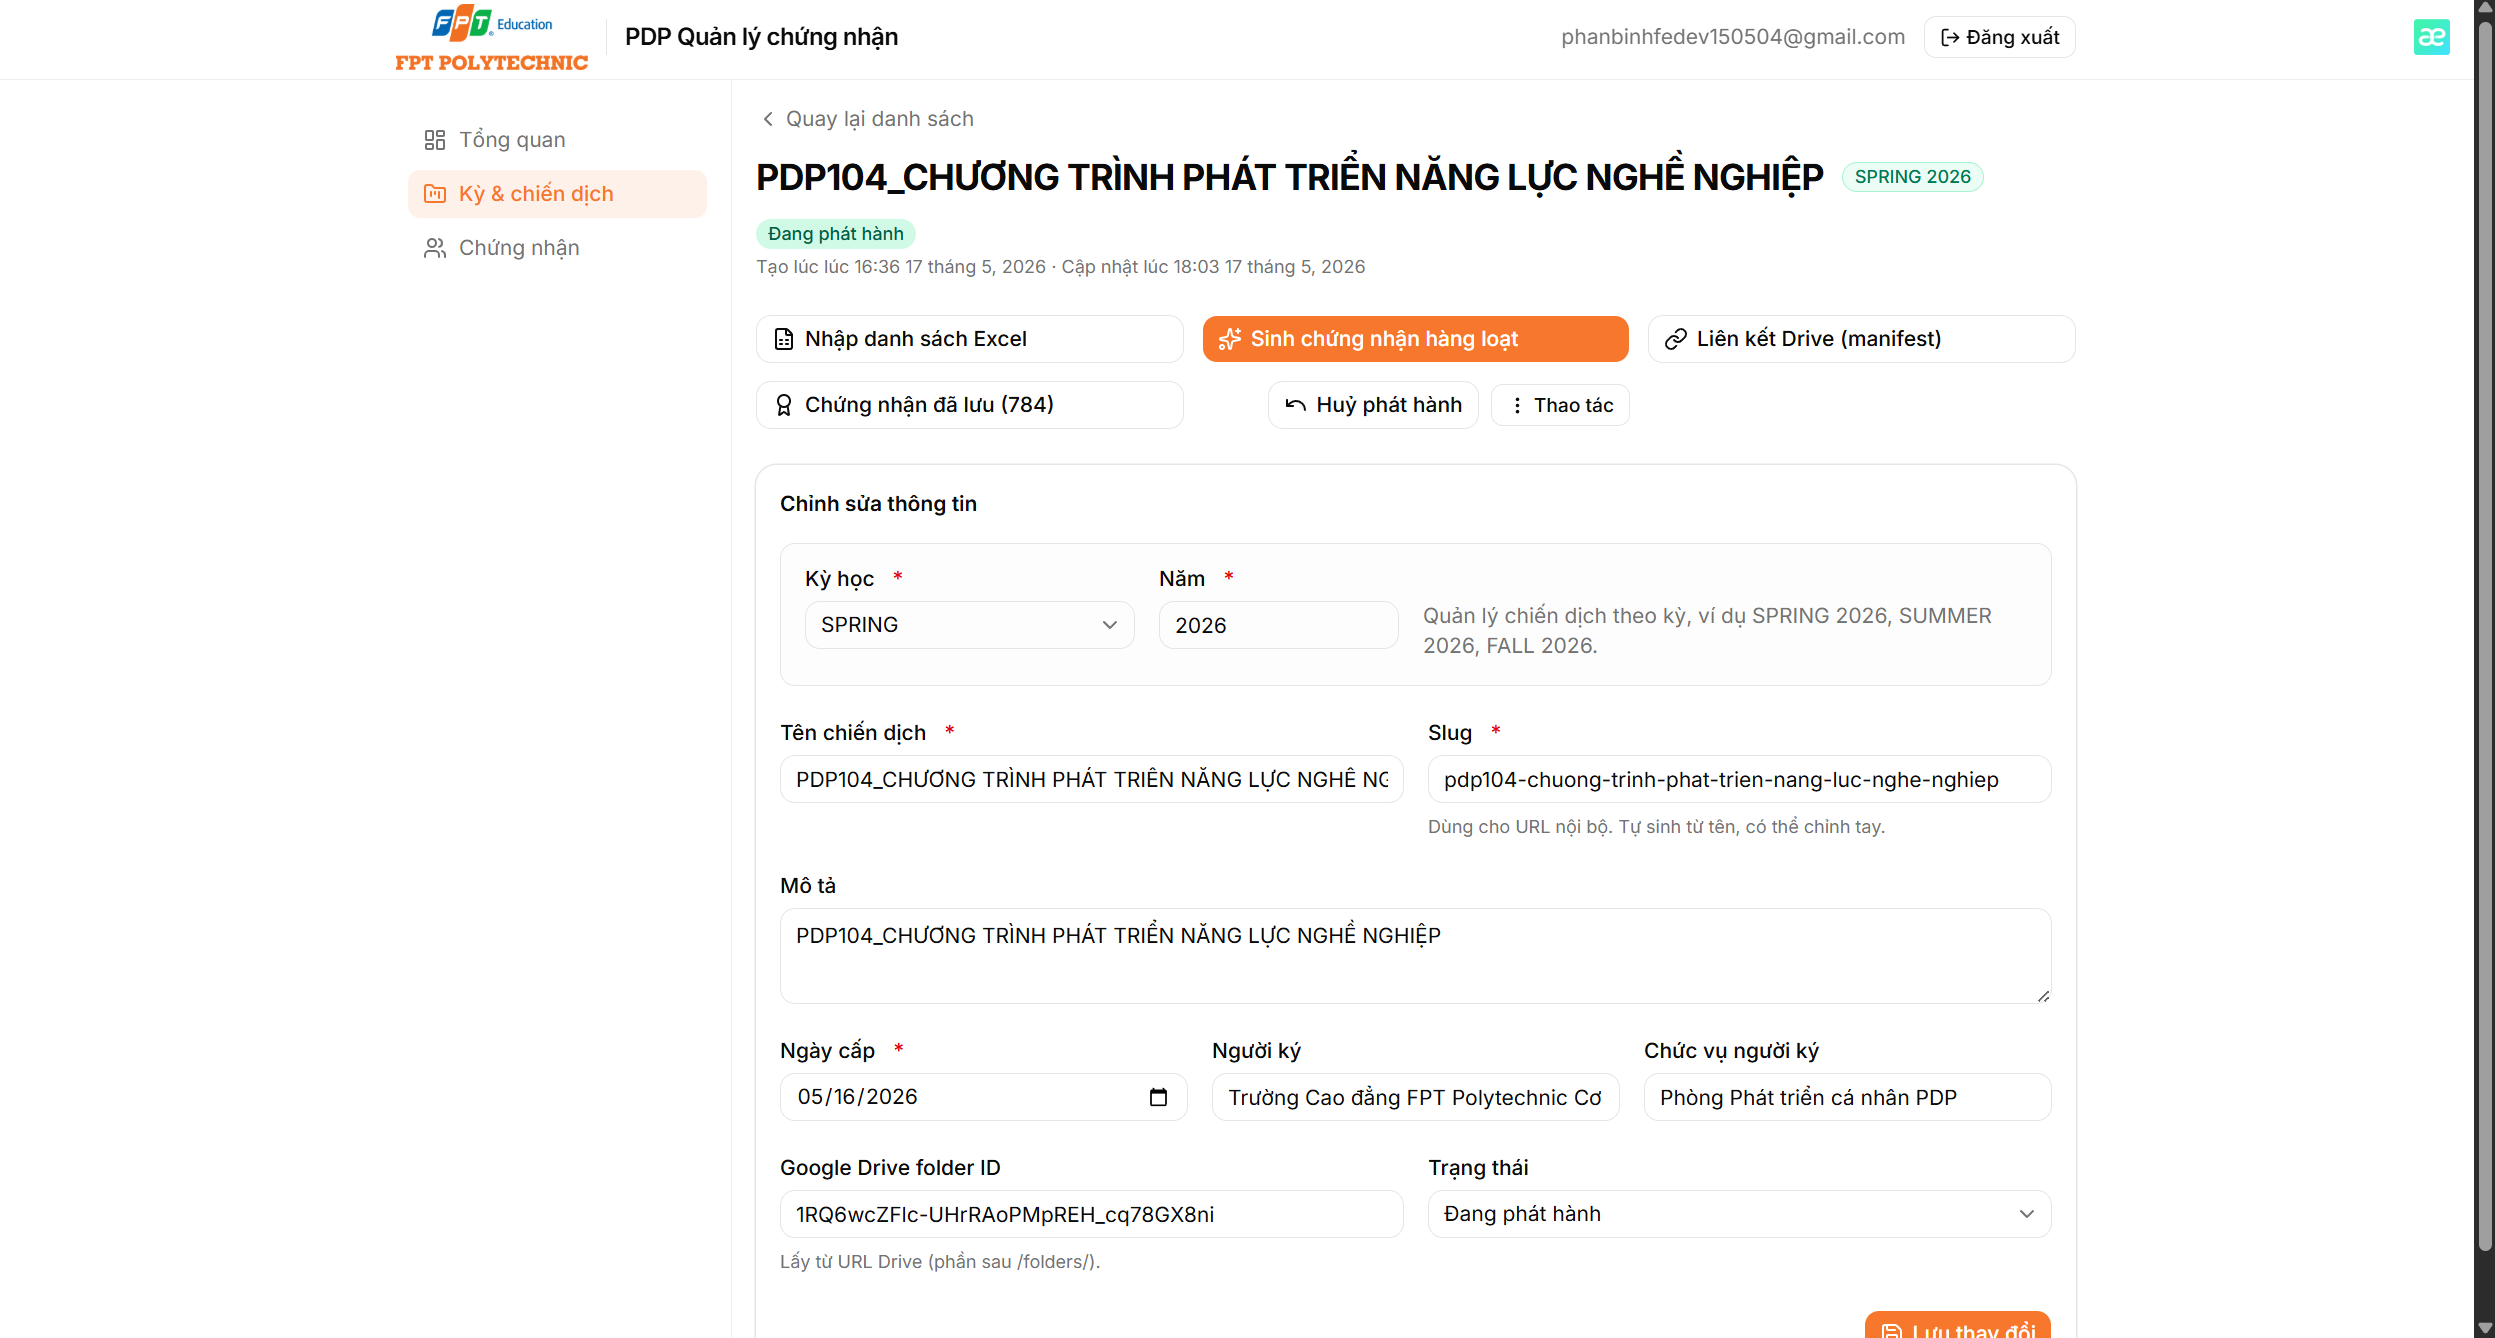 FPT Education
FPT POLYTECHNIC
PDP Quản lý chứng nhận
phanbinhfedev150504@gmail.com
Đăng xuất
æ
Tổng quan
Kỳ & chiến dịch
Chứng nhận
Quay lại danh sách
PDP104_CHƯƠNG TRÌNH PHÁT TRIỂN NĂNG LỰC NGHỀ NGHIỆP
SPRING 2026
Đang phát hành
Tạo lúc lúc 16:36 17 tháng 5, 2026 · Cập nhật lúc 18:03 17 tháng 5, 2026
Nhập danh sách Excel
Sinh chứng nhận hàng loạt
Liên kết Drive (manifest)
Chứng nhận đã lưu (784)
Huỷ phát hành
Thao tác
Chỉnh sửa thông tin
Kỳ học *
Năm *
SPRING
2026
Quản lý chiến dịch theo kỳ, ví dụ SPRING 2026, SUMMER
2026, FALL 2026.
Tên chiến dịch *
Slug *
PDP104_CHƯƠNG TRÌNH PHÁT TRIỂN NĂNG LỰC NGHỀ NG
pdp104-chuong-trinh-phat-trien-nang-luc-nghe-nghiep
Dùng cho URL nội bộ. Tự sinh từ tên, có thể chỉnh tay.
Mô tả
PDP104_CHƯƠNG TRÌNH PHÁT TRIỂN NĂNG LỰC NGHỀ NGHIỆP
Ngày cấp *
Người ký
Chức vụ người ký
05/16/2026
Trường Cao đẳng FPT Polytechnic Cơ
Phòng Phát triển cá nhân PDP
Google Drive folder ID
Trạng thái
1RQ6wcZFlc-UHrRAoPMpREH_cq78GX8ni
Đang phát hành
Lấy từ URL Drive (phần sau /folders/).
Lưu thay đổi